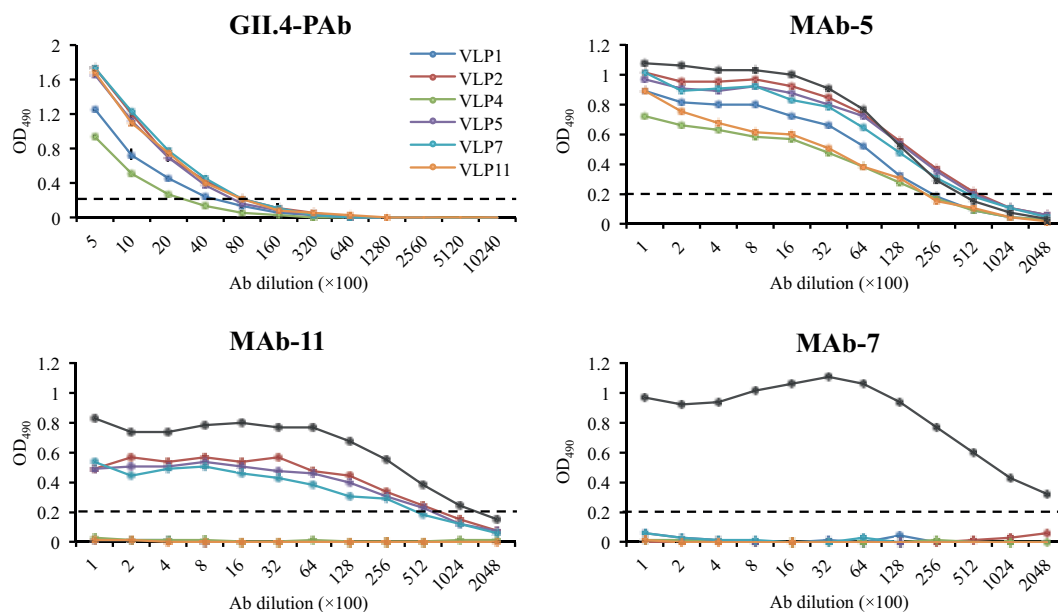 GII.4-PAb
2
1.6
1.2
0.8
0.4
0
OD490
5 10 20 40 80 160 320 640 1280 2560 5120 10240
Ab dilution (×100)
VLP1
VLP2
VLP4
VLP5
VLP7
VLP11
MAb-5
1.2
1
0.8
0.6
0.4
0.2
0
OD490
1 2 4 8 16 32 64 128 256 512 1024 2048
Ab dilution (×100)
MAb-11
1.2
1
0.8
0.6
0.4
0.2
0
OD490
1 2 4 8 16 32 64 128 256 512 1024 2048
Ab dilution (×100)
MAb-7
1.2
1
0.8
0.6
0.4
0.2
0
OD490
1 2 4 8 16 32 64 128 256 512 1024 2048
Ab dilution (×100)